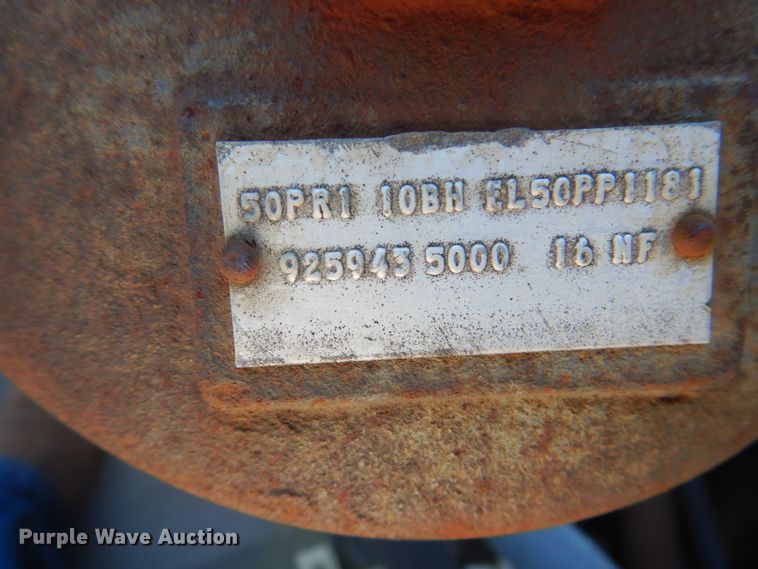 50PR1 10BH EL50PP1181
925943 5000 16 NF
Purple Wave Auction